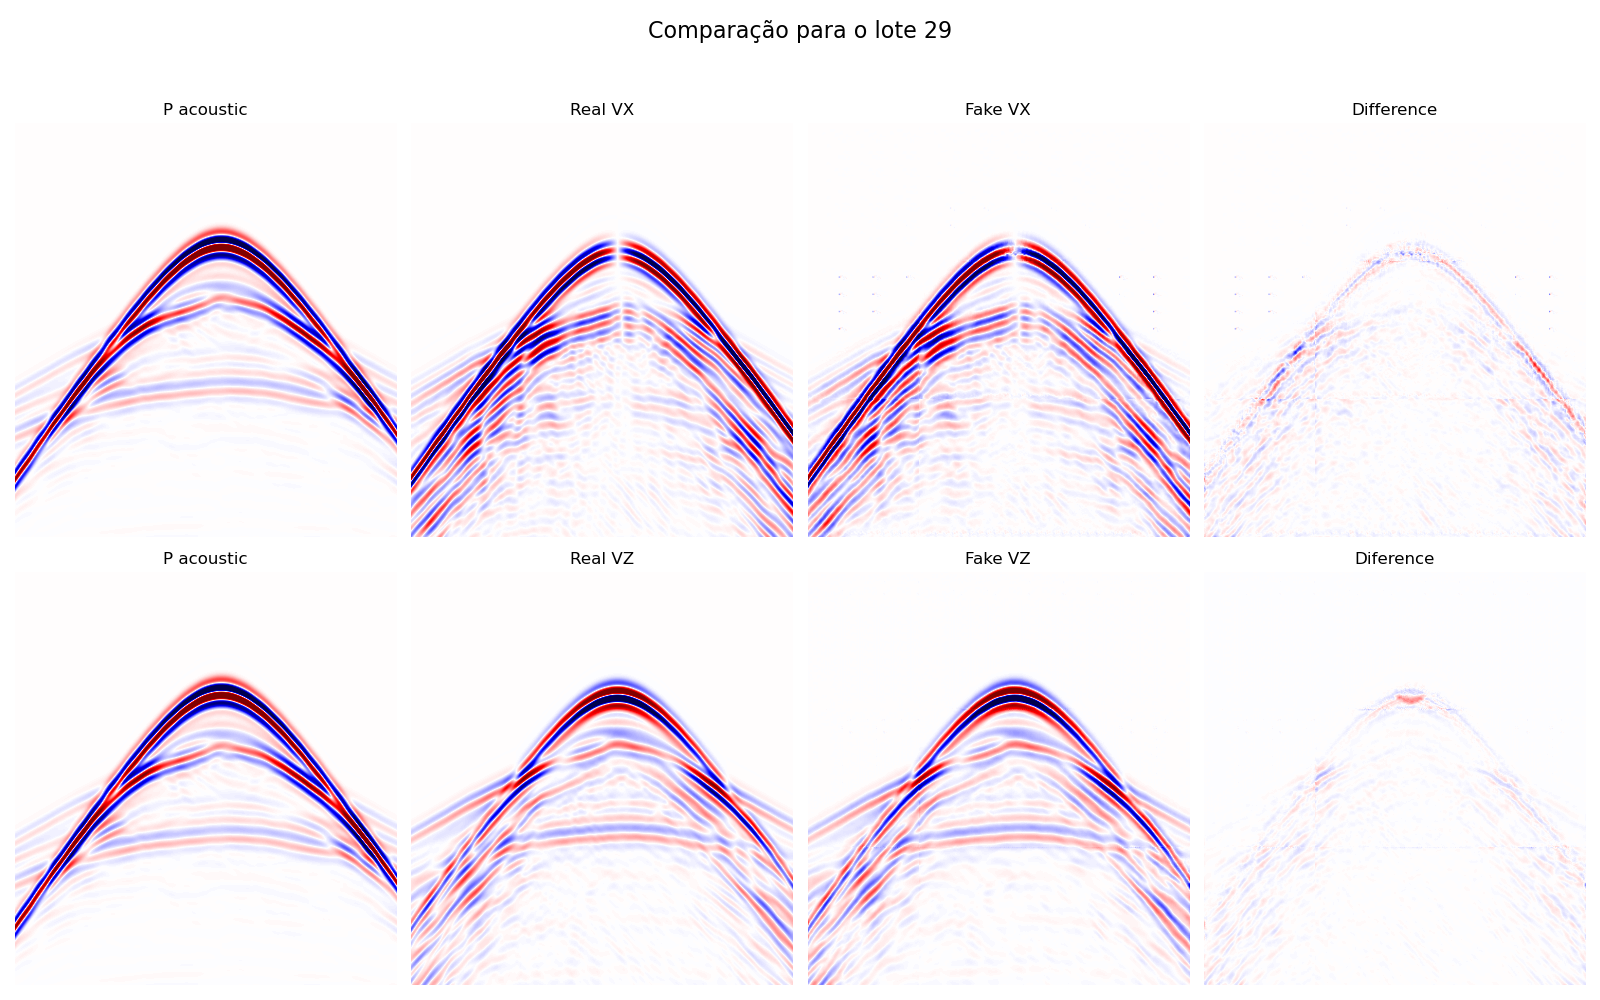 Comparação para o lote 29
P acoustic
Real VX
Fake VX
Difference
P acoustic
Real VZ
Fake VZ
Diference